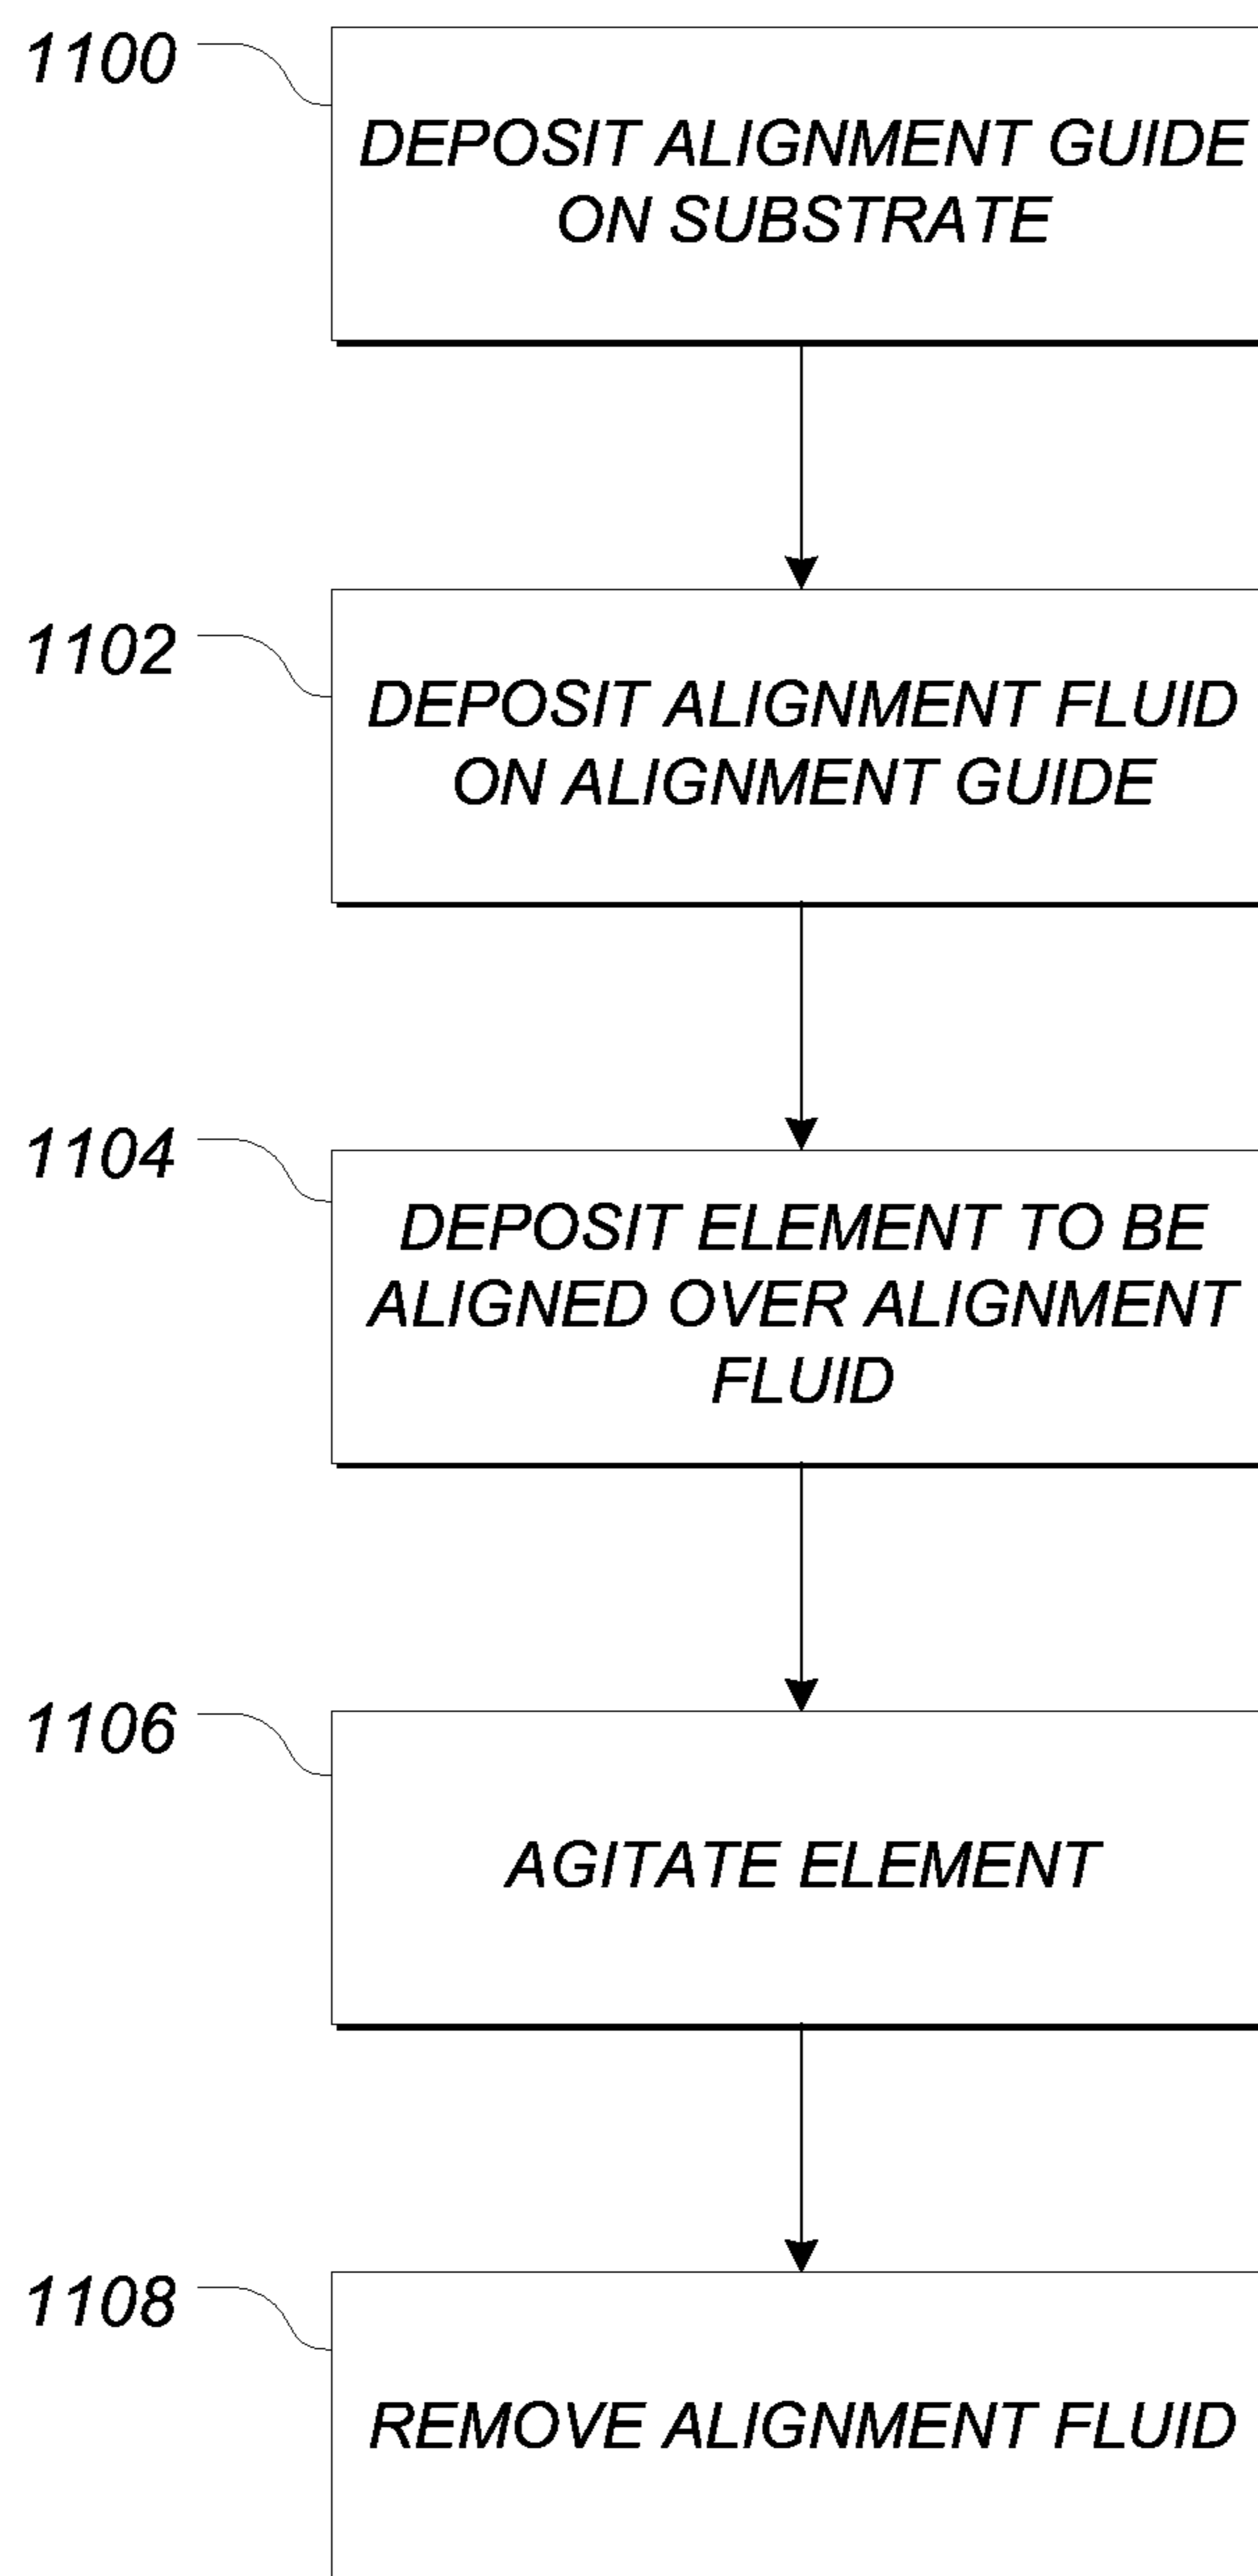 1100
DEPOSIT ALIGNMENT GUIDE
ON SUBSTRATE
1102
DEPOSIT ALIGNMENT FLUID
ON ALIGNMENT GUIDE
1104
DEPOSIT ELEMENT TO BE
ALIGNED OVER ALIGNMENT
FLUID
1106
AGITATE ELEMENT
1108
REMOVE ALIGNMENT FLUID